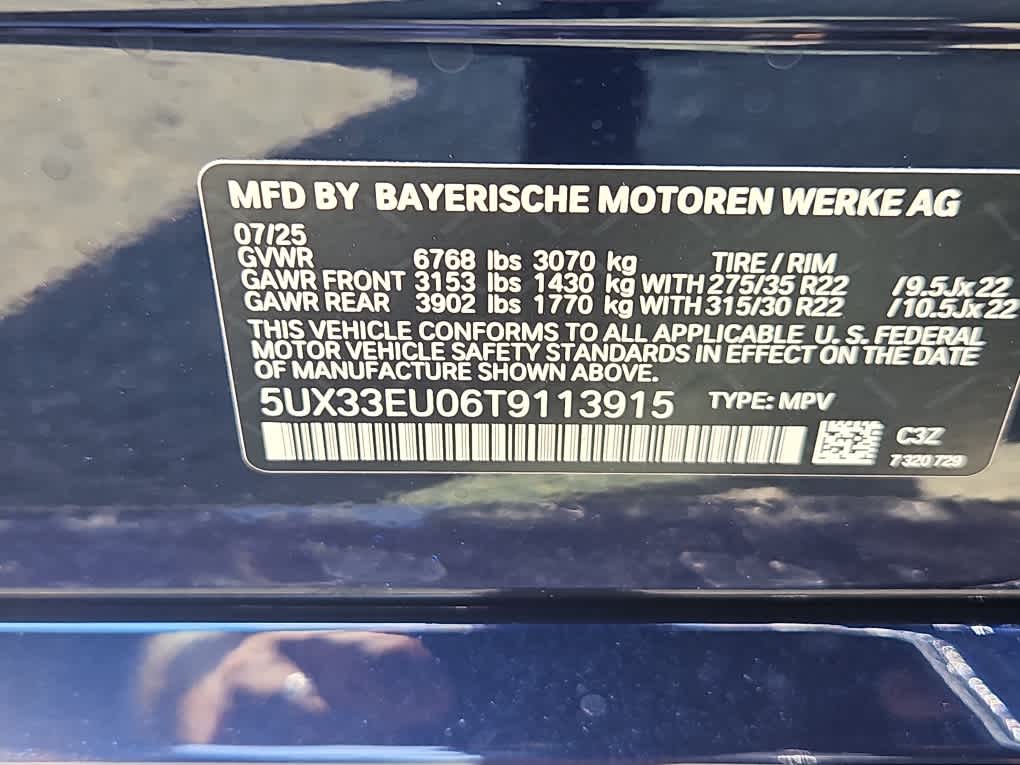 MFD BY BAYERISCHE MOTOREN WERKE AG
07/25
GVWR 6768 lbs 3070 kg TIRE / RIM
GAWR FRONT 3153 lbs 1430 kg WITH 275/35 R22 /9.5Jx22
GAWR REAR 3902 lbs 1770 kg WITH 315/30 R22 /10.5Jx22
THIS VEHICLE CONFORMS TO ALL APPLICABLE U.S. FEDERAL
MOTOR VEHICLE SAFETY STANDARDS IN EFFECT ON THE DATE
OF MANUFACTURE SHOWN ABOVE.
5UX33EU06T9113915 TYPE: MPV
C3Z
7320729